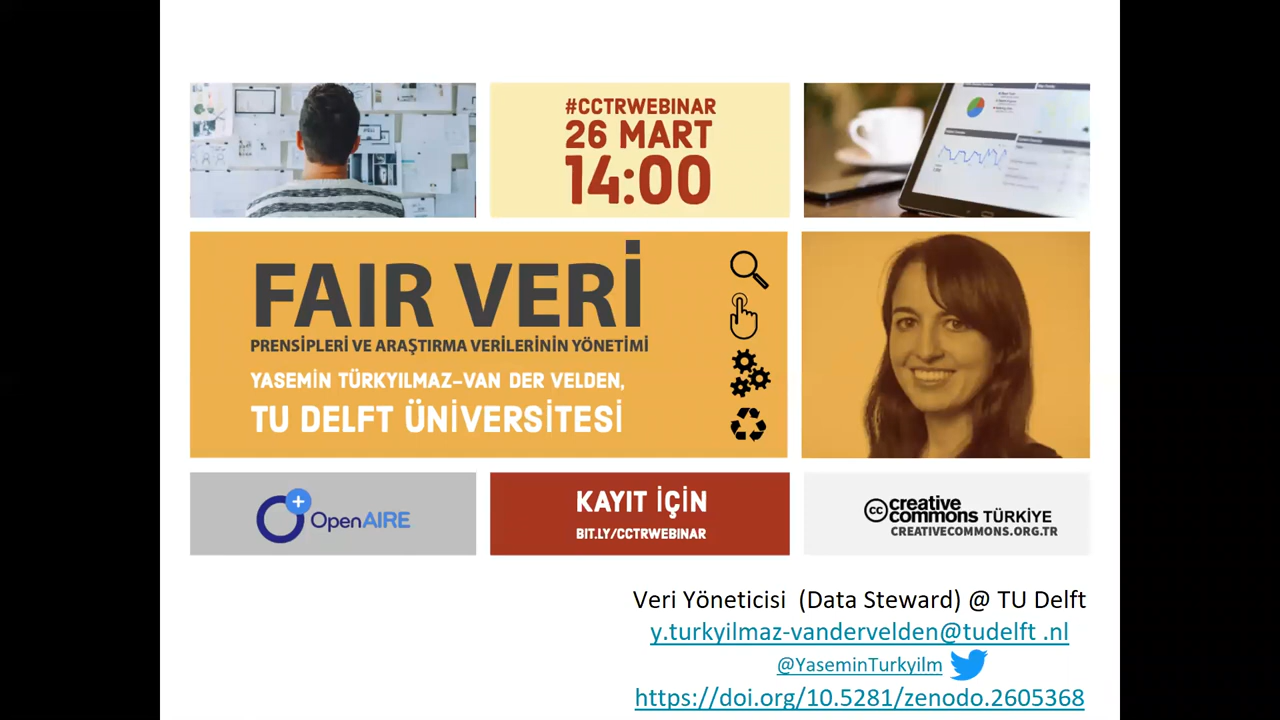 #CCTRWEBINAR
26 MART
14:00
FAIR VERİ
PRENSİPLERİ VE ARAŞTIRMA VERİLERİNİN YÖNETİMİ
YASEMİN TÜRKYILMAZ-VAN DER VELDEN,
TU DELFT ÜNİVERSİTESİ
OpenAIRE
KAYIT İÇİN
BIT.LY/CCTRWEBINAR
cc creative
commons TÜRKİYE
CREATIVECOMMONS.ORG.TR
Veri Yöneticisi (Data Steward) @ TU Delft
y.turkyilmaz-vandervelden@tudelft .nl
@YaseminTurkyilm
https://doi.org/10.5281/zenodo.2605368